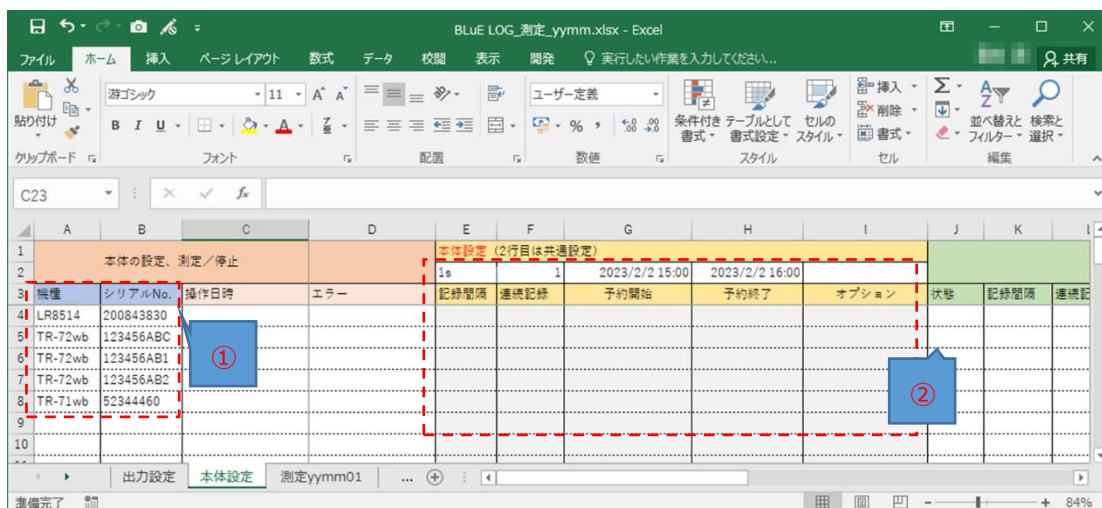 BLuE LOG_測定_yymm.xlsx - Excel
ファイル ホーム 挿入 ページ レイアウト 数式 データ 校閲 表示 開発 実行したい作業を入力してください... 共有
貼り付け 游ゴシック 11 A A ユーザー定義 条件付き書式 テーブルとして書式設定 セルのスタイル 挿入 削除 書式 並べ替えとフィルター 検索と選択
B I U A % ,
クリップボード フォント 配置 数値 スタイル セル 編集
C23 fx
A B C D E F G H I J K L
1 本体の設定、測定/停止 本体設定 (2行目は共通設定)
2 1s 1 2023/2/2 15:00 2023/2/2 16:00
3 機種 シリアルNo. 操作日時 エラー 記録間隔 連続記録 予約開始 予約終了 オプション 状態 記録間隔 連続記
4 LR8514 200843830
5 TR-72wb 123456ABC
6 TR-72wb 123456AB1 ①
7 TR-72wb 123456AB2
8 TR-71wb 52344460 ②
9
10
出力設定 本体設定 測定yymm01 ...
準備完了 84%